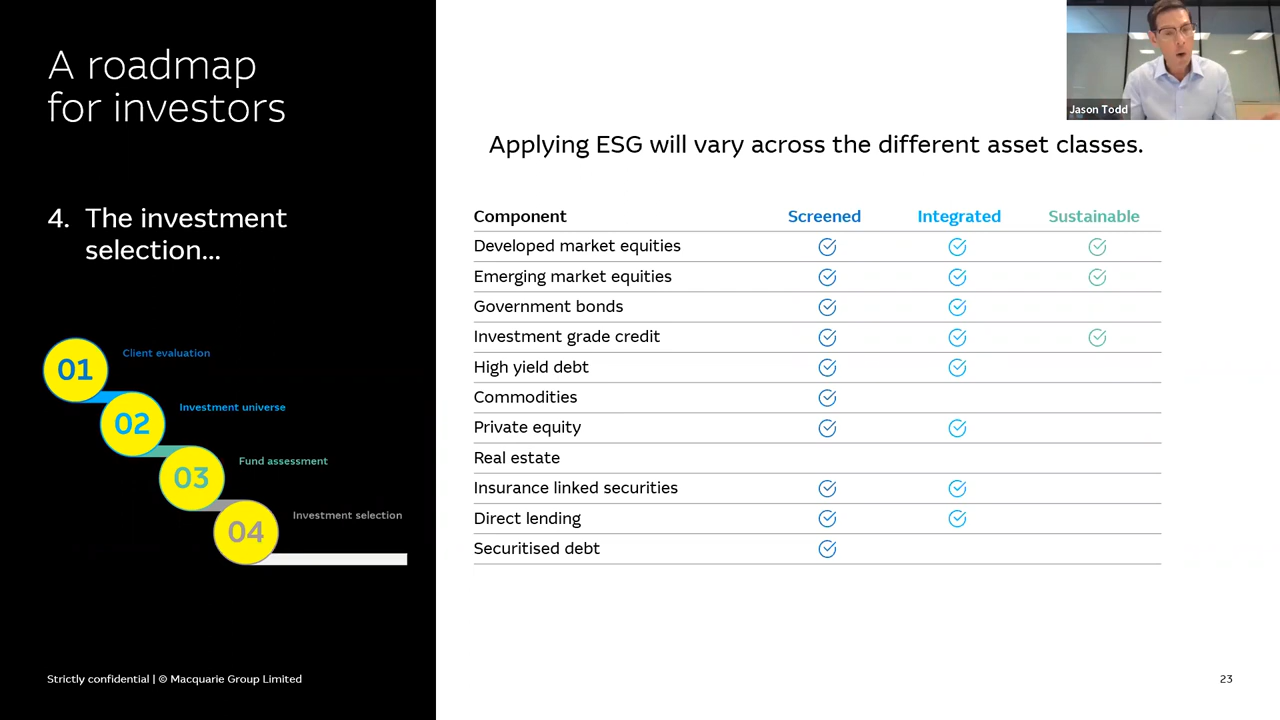 A roadmap
for investors
4. The investment
selection...
01
Client evaluation
02
Investment universe
03
Fund assessment
04
Investment selection
Strictly confidential | © Macquarie Group Limited
Jason Todd
Applying ESG will vary across the different asset classes.
Component Screened Integrated Sustainable
Developed market equities
Emerging market equities
Government bonds
Investment grade credit
High yield debt
Commodities
Private equity
Real estate
Insurance linked securities
Direct lending
Securitised debt
23